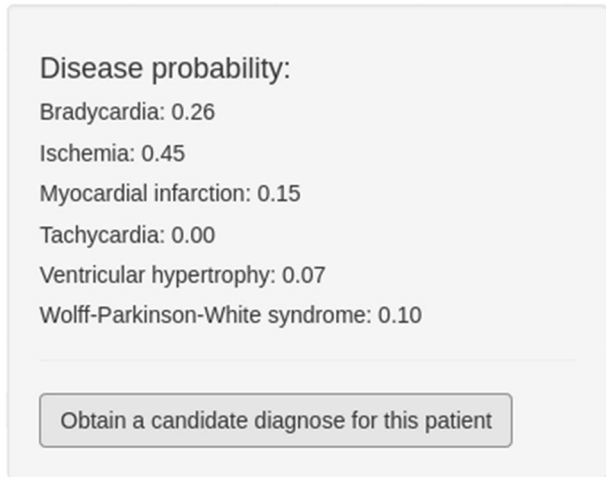 Disease probability:
Bradycardia: 0.26
Ischemia: 0.45
Myocardial infarction: 0.15
Tachycardia: 0.00
Ventricular hypertrophy: 0.07
Wolff-Parkinson-White syndrome: 0.10
Obtain a candidate diagnose for this patient